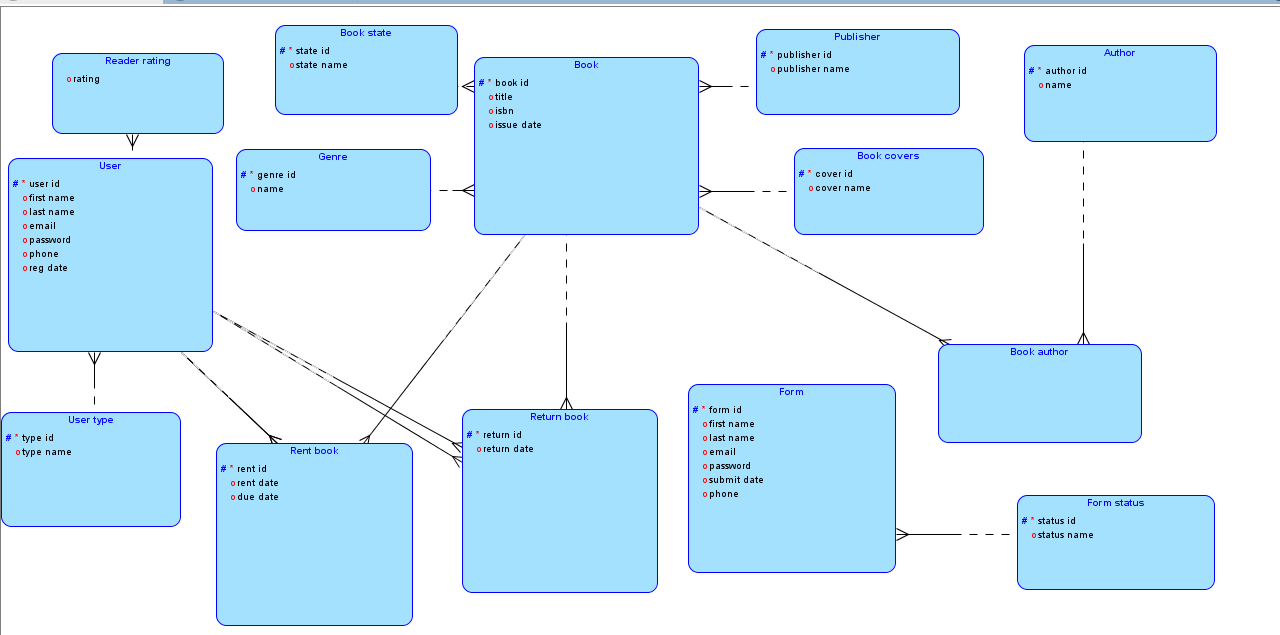 Reader rating
o rating
Book state
# * state id
o state name
Book
# * book id
o title
o isbn
o issue date
Publisher
# * publisher id
o publisher name
Author
# * author id
o name
User
# * user id
o first name
o last name
o email
o password
o phone
o reg date
Genre
# * genre id
o name
Book covers
# * cover id
o cover name
User type
# * type id
o type name
Rent book
# * rent id
o rent date
o due date
Return book
# * return id
o return date
Form
# * form id
o first name
o last name
o email
o password
o submit date
o phone
Book author
Form status
# * status id
o status name